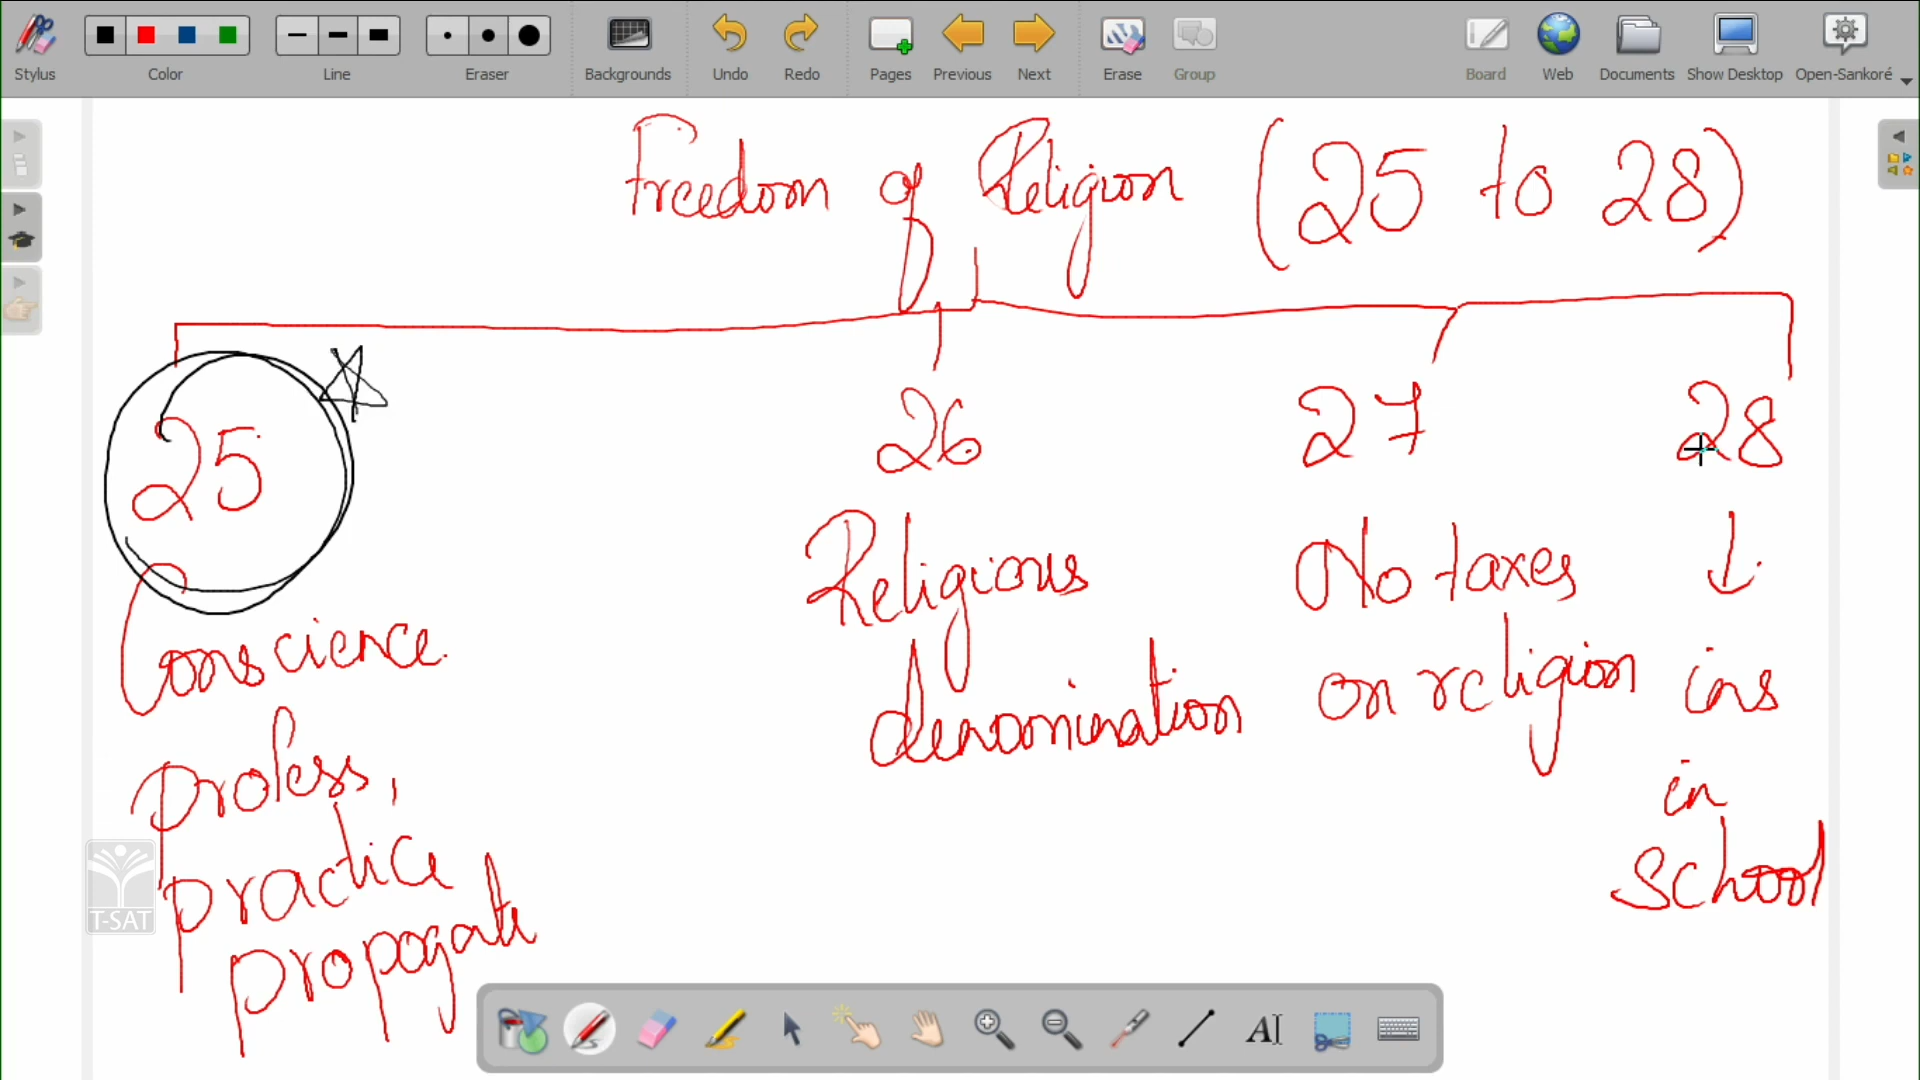 Stylus
Color
Line
Eraser
Backgrounds
Undo
Redo
Pages
Previous
Next
Erase
Group
Board
Web
Documents
Show Desktop
Open-Sankoré
Freedom of Religion (25 to 28)
25
26
27
28
Conscience
profess,
practice
propogate
Religious
denomination
No taxes
on religion
ins
in
school
T-SAT
AI